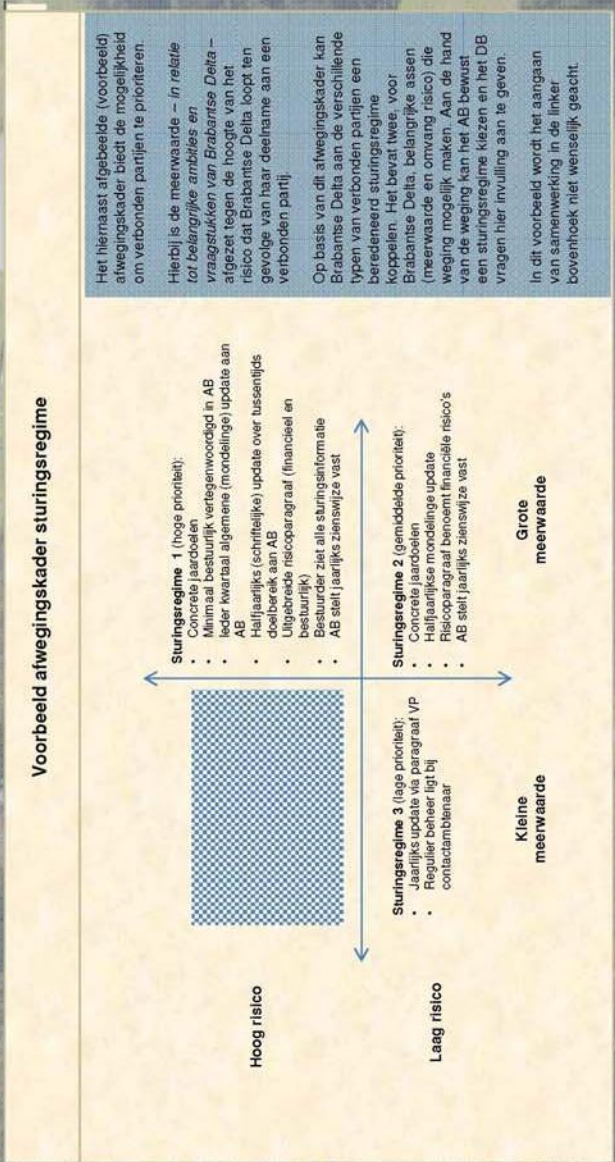 Voorbeeld afwegingskader sturingsregime
Hoog risico
Sturingsregime 1 (hoge prioriteit):
• Concrete jaardoelen
• Minimaal bestuurlijk vertegenwoordigd in AB
• Ieder kwartaal algemene (mondelinge) update aan
AB
• Halfjaarlijks (schriftelijke) update over tussentijds
doelbereik aan AB
• Uitgebreide risicoparagraaf (financieel en
bestuurlijk)
• Bestuurder ziet alle sturingsinformatie
• AB stelt jaarlijks zienswijze vast
Laag risico
Sturingsregime 3 (lage prioriteit):
• Jaarlijks update via paragraaf VP
• Regulier beheer ligt bij
contactambtenaar
Sturingsregime 2 (gemiddelde prioriteit):
• Concrete jaardoelen
• Halfjaarlijkse mondelinge update
• Risicoparagraaf benoemt financiële risico's
• AB stelt jaarlijks zienswijze vast
Kleine
meerwaarde
Grote
meerwaarde
Het hiernaast afgebeelde (voorbeeld)
afwegingskader biedt de mogelijkheid
om verbonden partijen te prioriteren.
Hierbij is de meerwaarde – in relatie
tot belangrijke ambities en
vraagstukken van Brabantse Delta –
afgezet tegen de hoogte van het
risico dat Brabantse Delta loopt ten
gevolge van haar deelname aan een
verbonden partij.
Op basis van dit afwegingskader kan
Brabantse Delta aan de verschillende
typen van verbonden partijen een
beredeneerd sturingsregime
koppelen. Het bevat twee, voor
Brabantse Delta, belangrijke assen
(meerwaarde en omvang risico) die
weging mogelijk maken. Aan de hand
van de weging kan het AB bewust
een sturingsregime kiezen en het DB
vragen hier invulling aan te geven.
In dit voorbeeld wordt het aangaan
van samenwerking in de linker
bovenhoek niet wenselijk geacht.